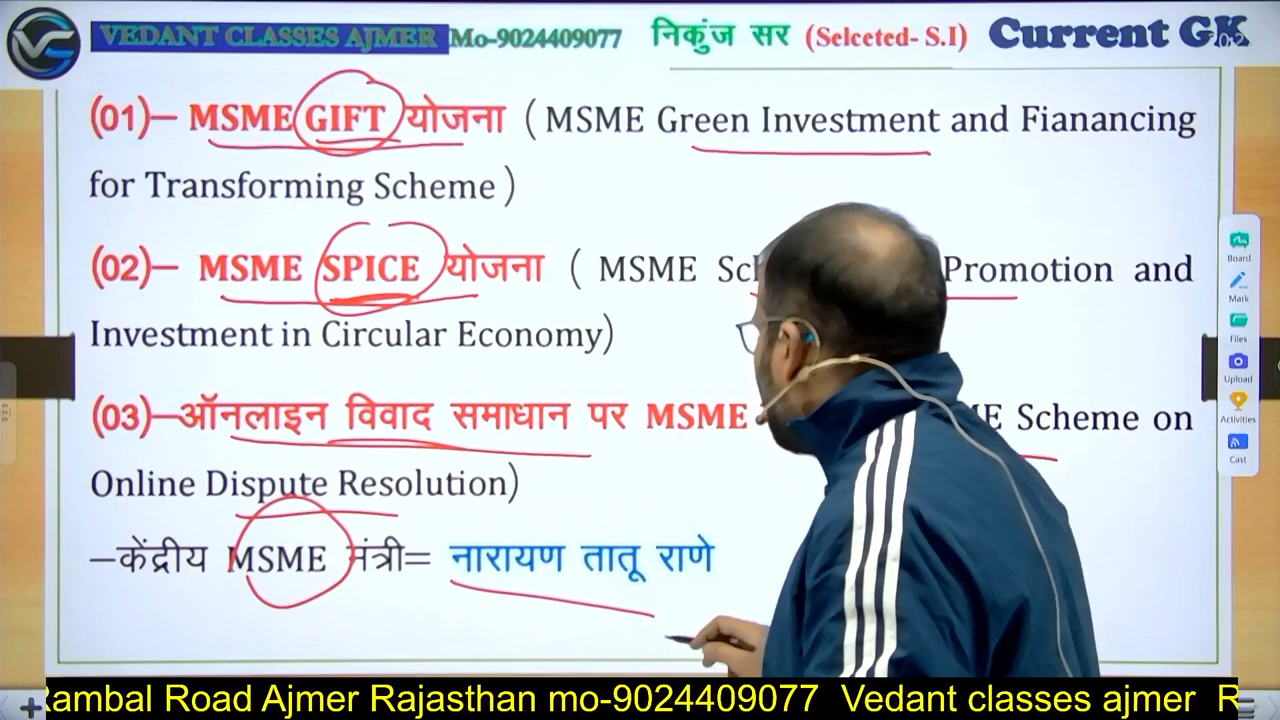 VC
VEDANT CLASSES AJMER Mo-9024409077 निकुंज सर (Selceted- S.I) Current GK
(01)– MSME GIFT योजना ( MSME Green Investment and Fianancing
for Transforming Scheme )
(02)– MSME SPICE योजना ( MSME Promotion and
Investment in Circular Economy)
(03)–ऑनलाइन विवाद समाधान पर MSME Scheme on
Online Dispute Resolution)
–केंद्रीय MSME मंत्री= नारायण तातू राणे
Board
Mark
Files
Upload
Activities
Cast
Rambal Road Ajmer Rajasthan mo-9024409077 Vedant classes ajmer